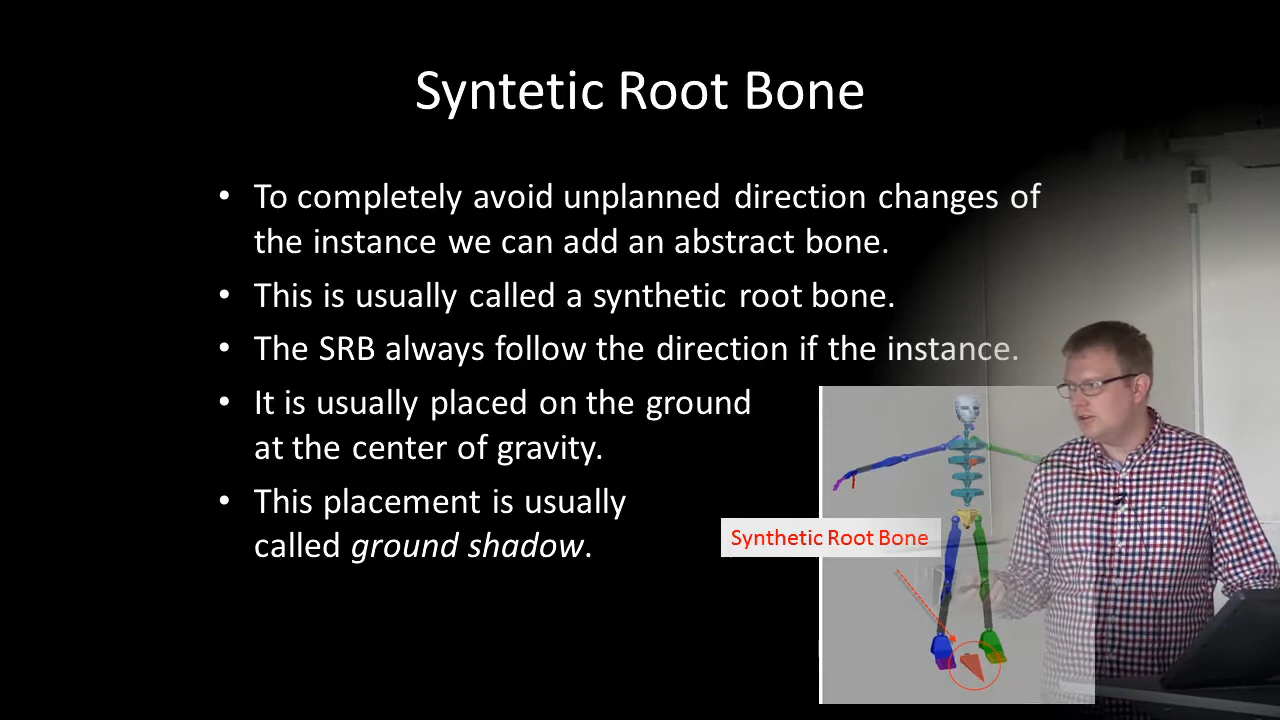 Syntetic Root Bone
• To completely avoid unplanned direction changes of
the instance we can add an abstract bone.
• This is usually called a synthetic root bone.
• The SRB always follow the direction if the instance.
• It is usually placed on the ground
at the center of gravity.
• This placement is usually
called ground shadow.
Synthetic Root Bone